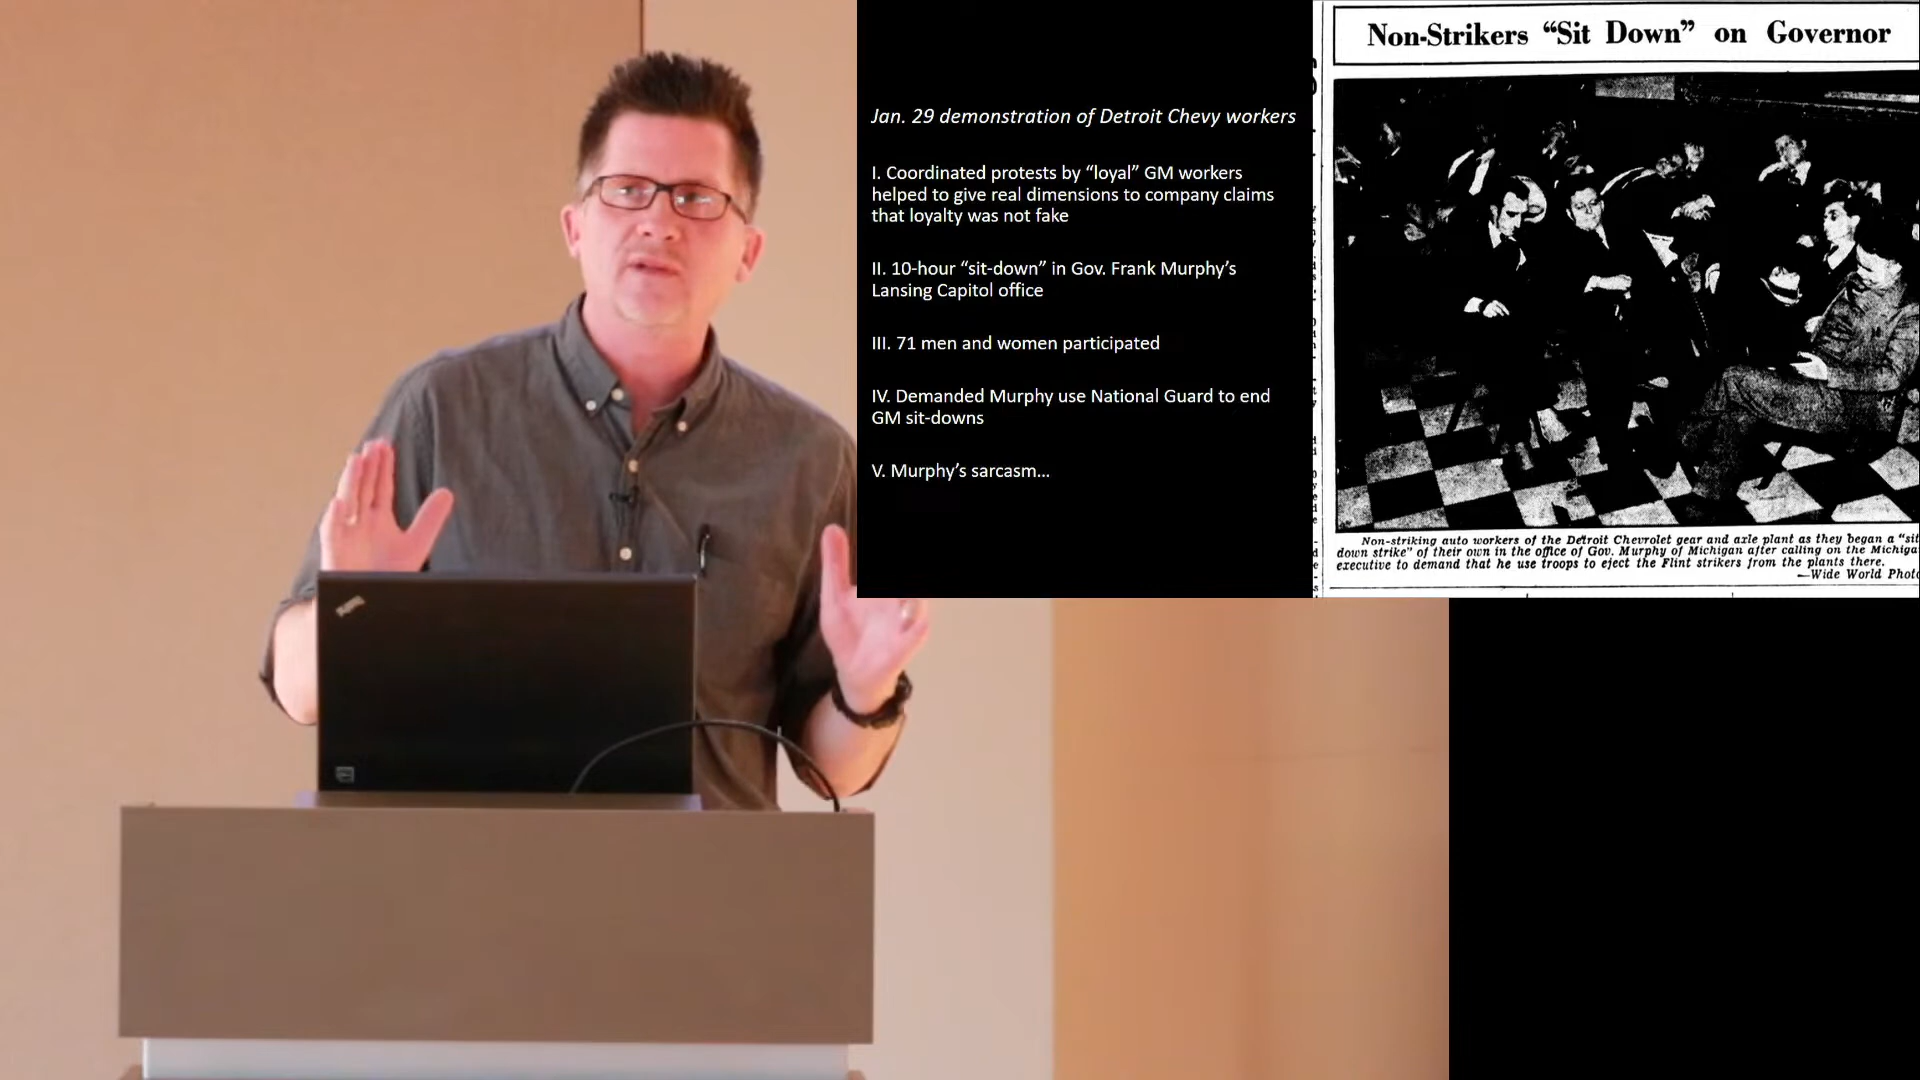 Jan. 29 demonstration of Detroit Chevy workers
I. Coordinated protests by “loyal” GM workers
helped to give real dimensions to company claims
that loyalty was not fake
II. 10-hour “sit-down” in Gov. Frank Murphy’s
Lansing Capitol office
III. 71 men and women participated
IV. Demanded Murphy use National Guard to end
GM sit-downs
V. Murphy’s sarcasm…
Non-Strikers “Sit Down” on Governor
Non-striking auto workers of the Detroit Chevrolet gear and axle plant as they began a “sit
down strike” of their own in the office of Gov. Murphy of Michigan after calling on the Michiga
executive to demand that he use troops to eject the Flint strikers from the plants there.
—Wide World Photo